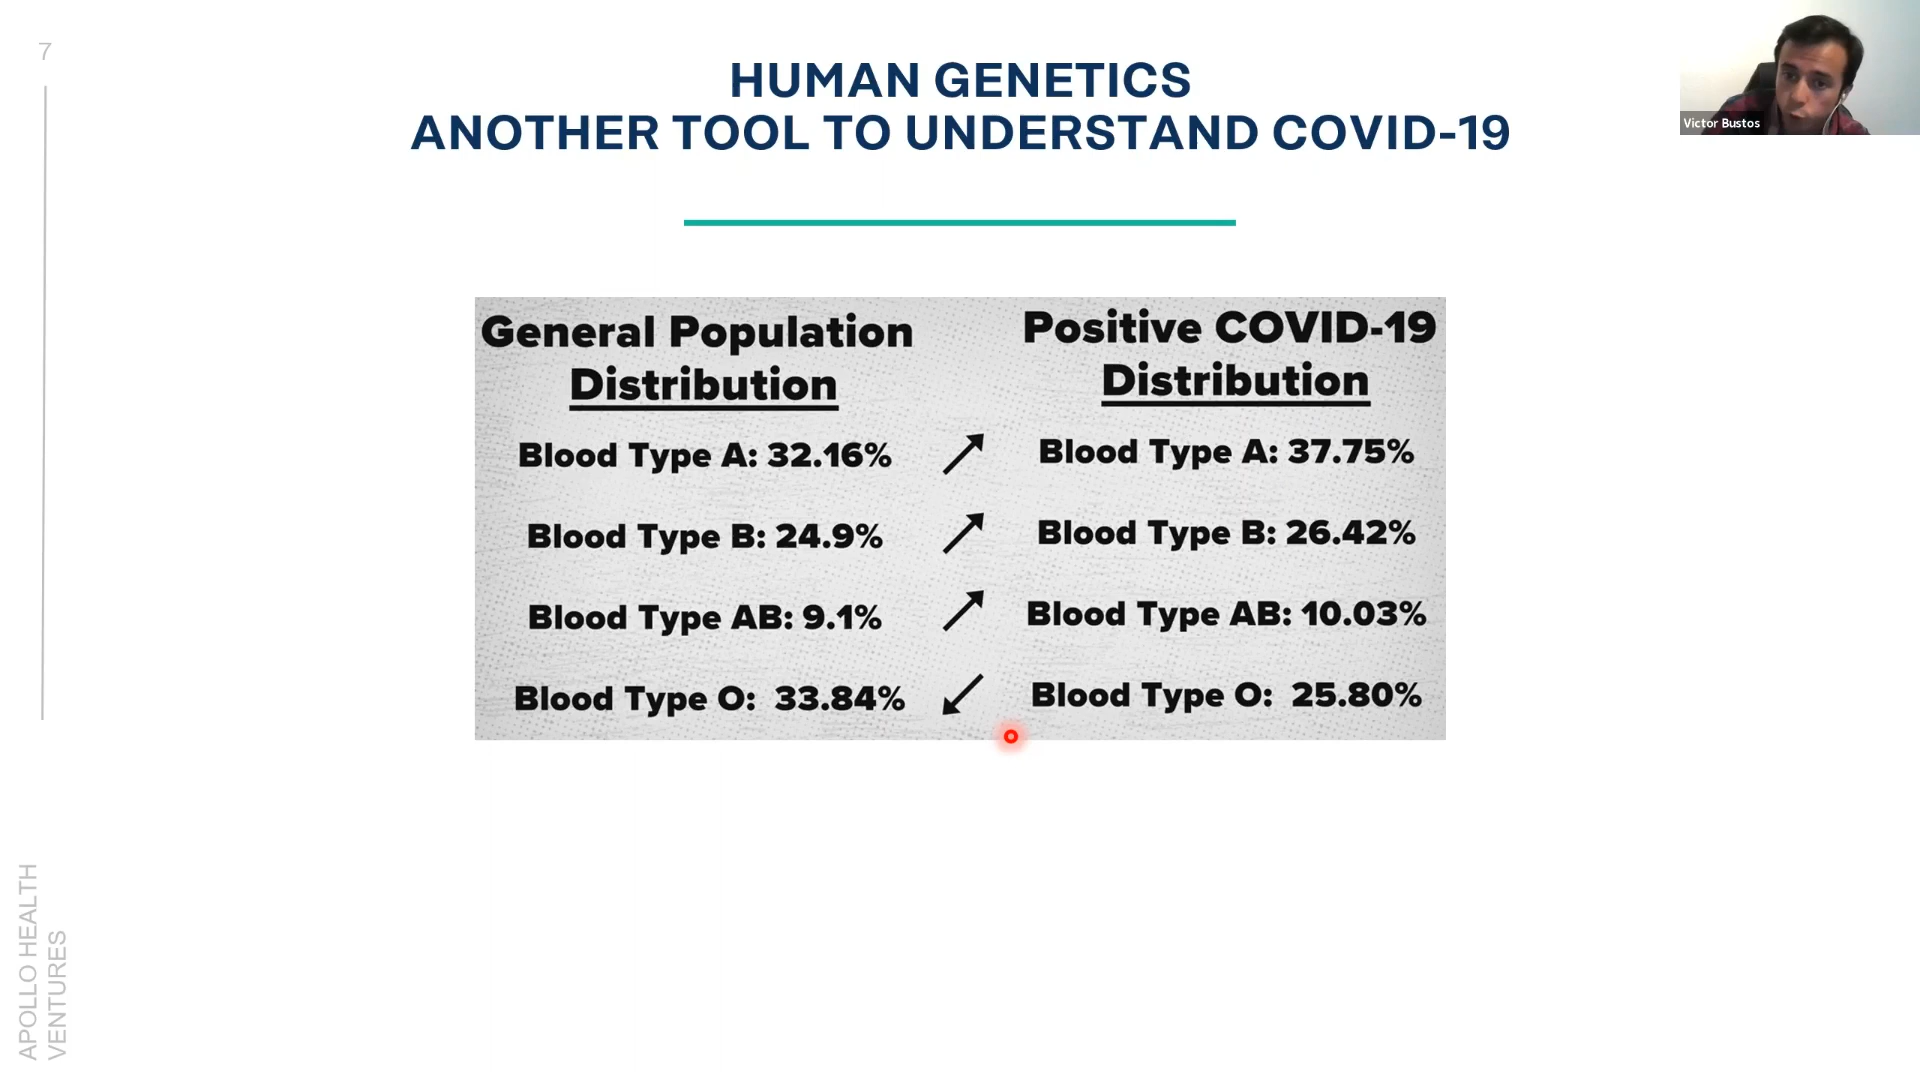 7
HUMAN GENETICS
ANOTHER TOOL TO UNDERSTAND COVID-19
Victor Bustos
General Population
Distribution
Blood Type A: 32.16%
Blood Type B: 24.9%
Blood Type AB: 9.1%
Blood Type O: 33.84%
Positive COVID-19
Distribution
Blood Type A: 37.75%
Blood Type B: 26.42%
Blood Type AB: 10.03%
Blood Type O: 25.80%
APOLLO HEALTH
VENTURES